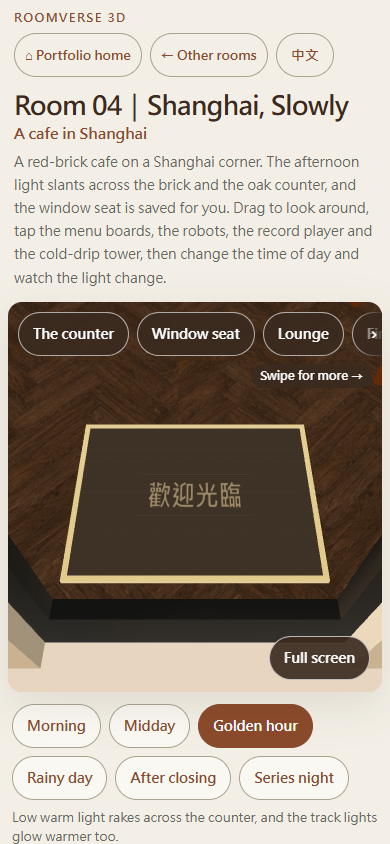 ROOMVERSE 3D
⌂ Portfolio home
← Other rooms
中文
Room 04｜Shanghai, Slowly
A cafe in Shanghai
A red-brick cafe on a Shanghai corner. The afternoon
light slants across the brick and the oak counter, and
the window seat is saved for you. Drag to look around,
tap the menu boards, the robots, the record player and
the cold-drip tower, then change the time of day and
watch the light change.
The counter
Window seat
Lounge
›
Swipe for more →
歡迎光臨
Full screen
Morning
Midday
Golden hour
Rainy day
After closing
Series night
Low warm light rakes across the counter, and the track lights
glow warmer too.